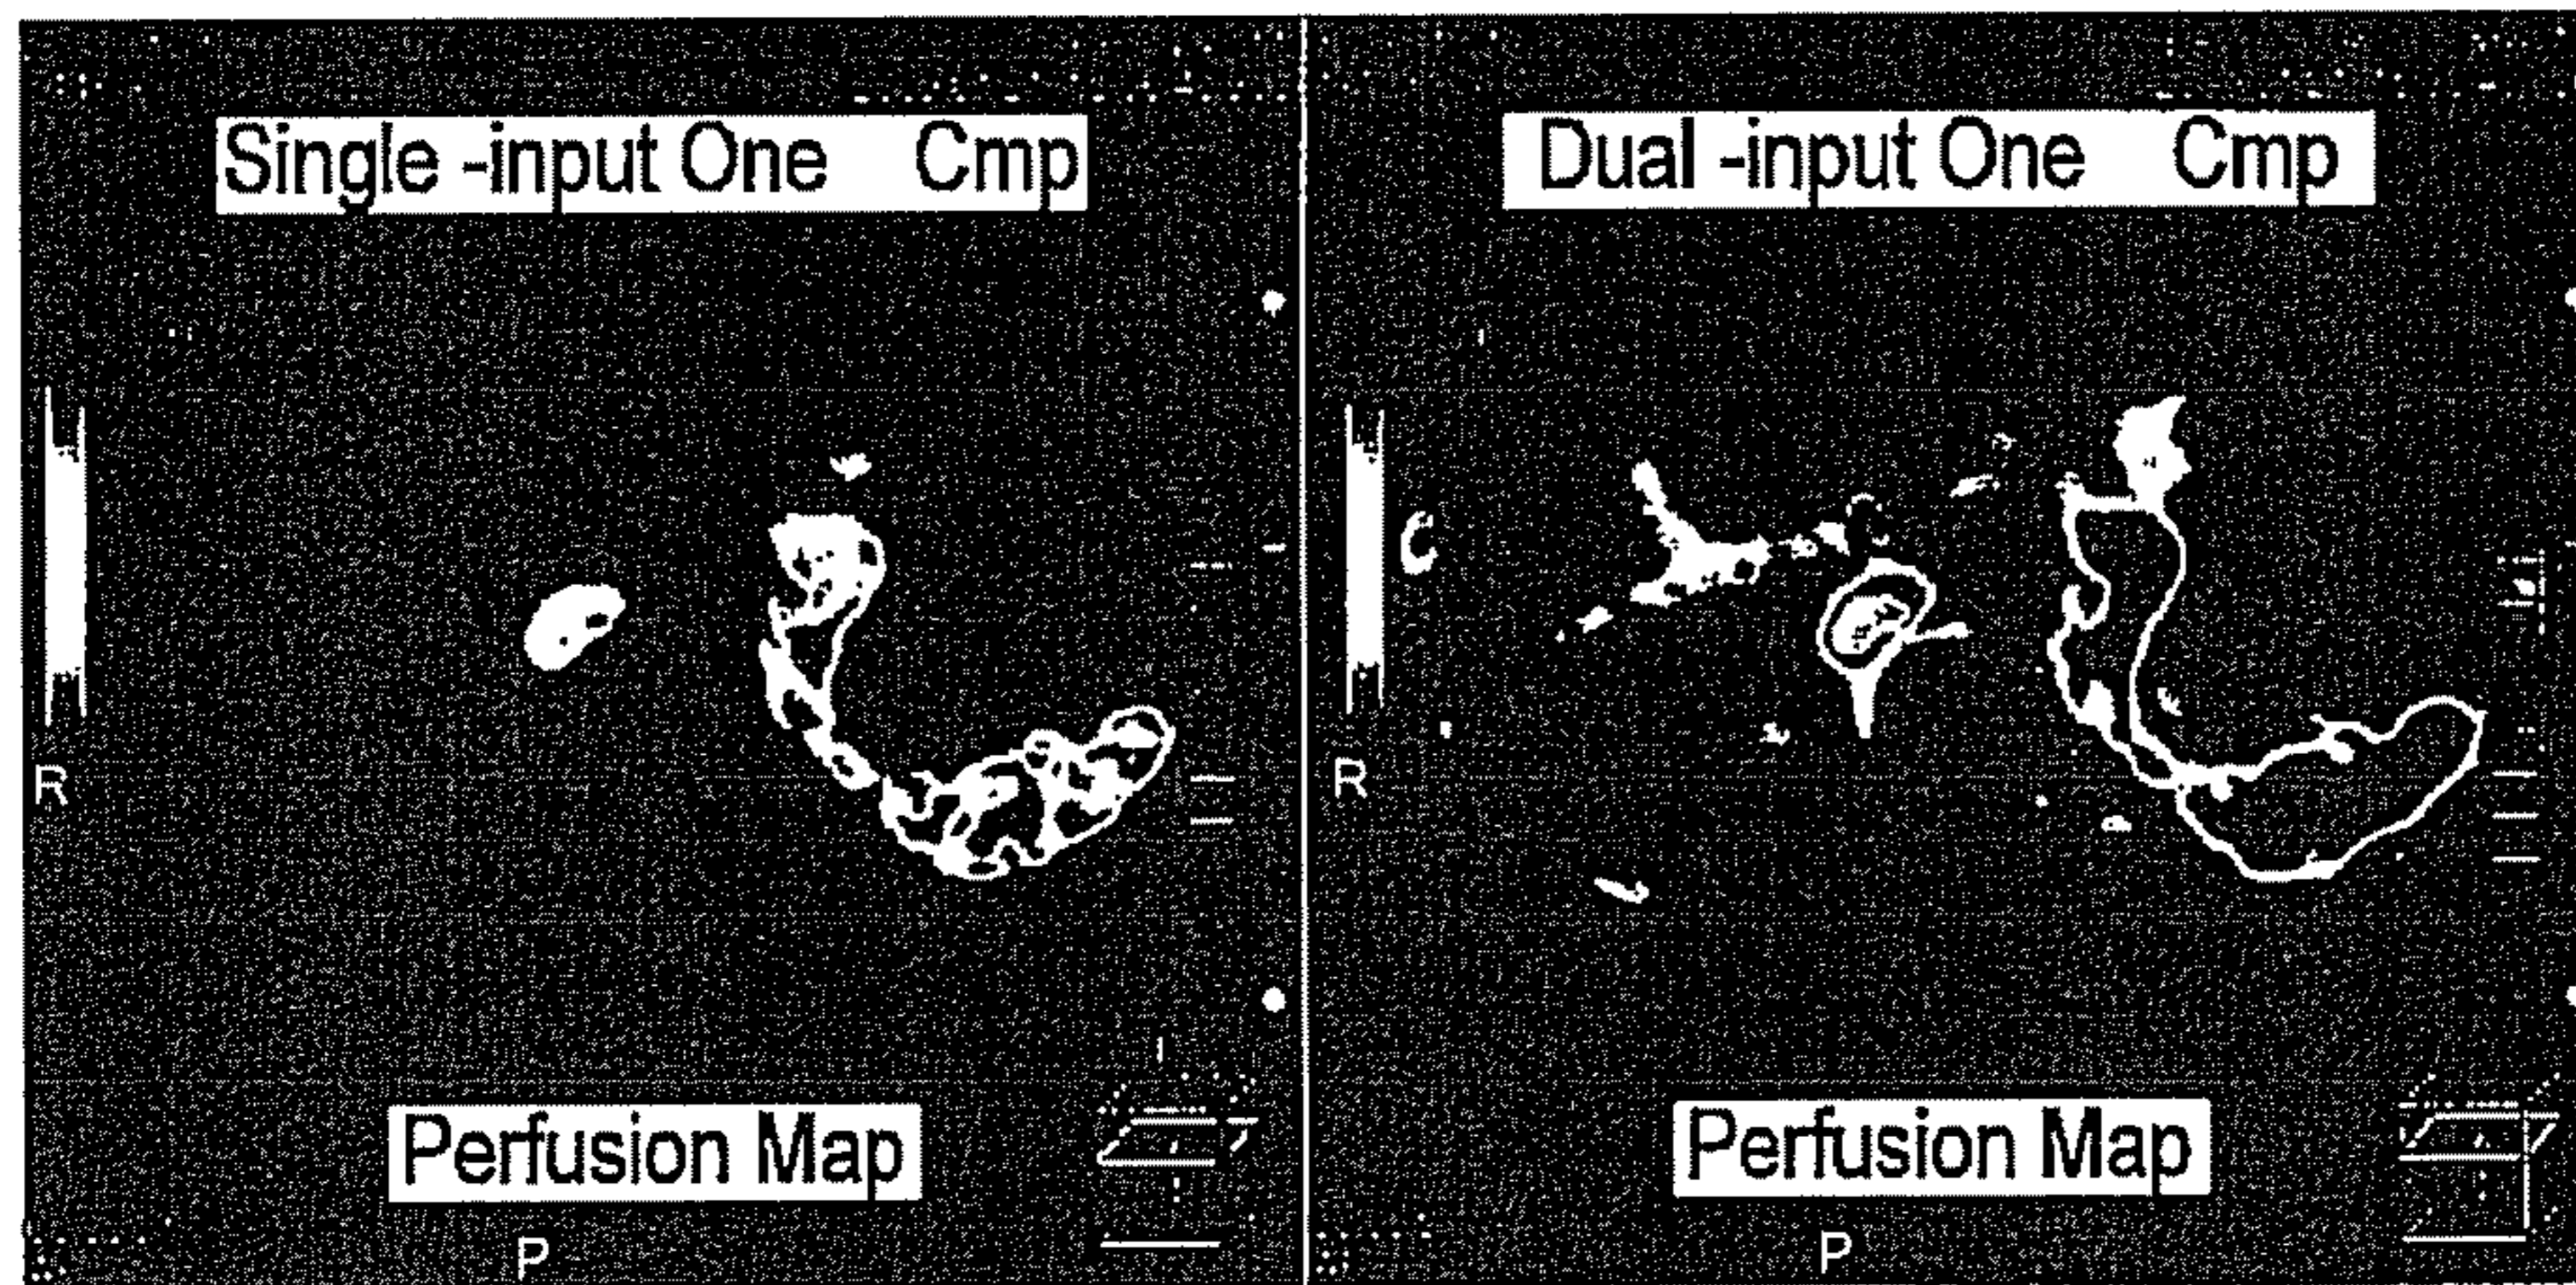 Single -input One Cmp
Dual -input One Cmp
R
R
Perfusion Map
Perfusion Map
P
P